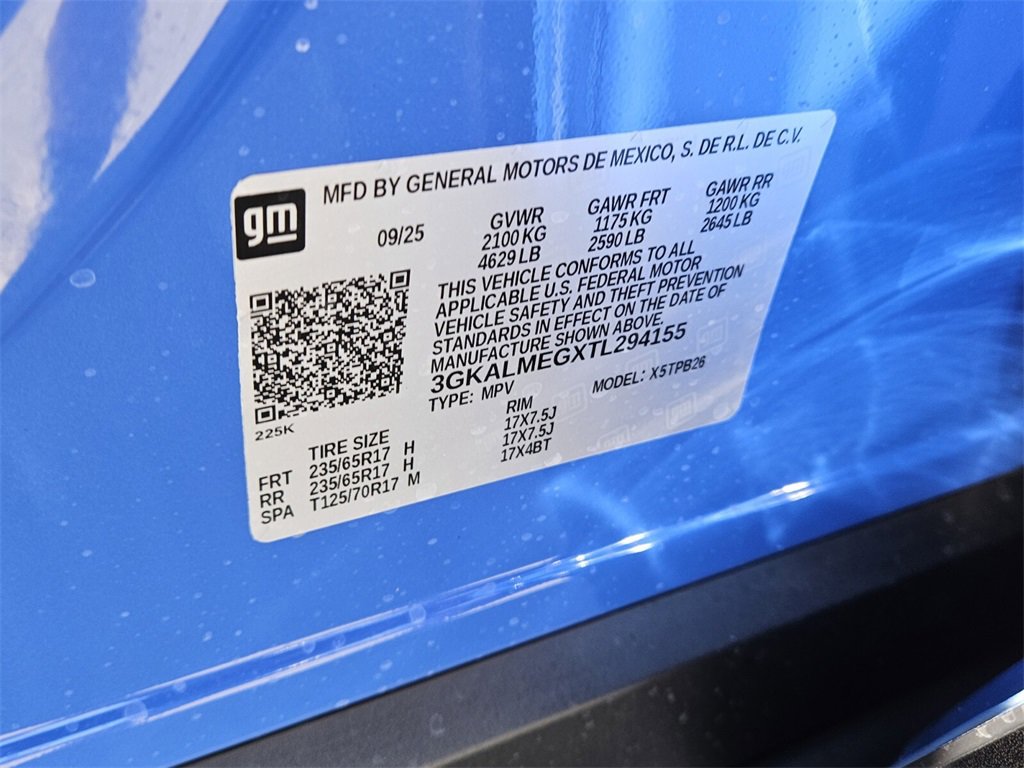 MFD BY GENERAL MOTORS DE MEXICO, S. DE R.L. DE C.V.
gm
09/25
GVWR
2100 KG
4629 LB
GAWR FRT
1175 KG
2590 LB
GAWR RR
1200 KG
2645 LB
THIS VEHICLE CONFORMS TO ALL
APPLICABLE U.S. FEDERAL MOTOR
VEHICLE SAFETY AND THEFT PREVENTION
STANDARDS IN EFFECT ON THE DATE OF
MANUFACTURE SHOWN ABOVE.
3GKALMEGXTL294155
TYPE: MPV MODEL: X5TPB26
225K
TIRE SIZE RIM
FRT 235/65R17 H 17X7.5J
RR 235/65R17 H 17X7.5J
SPA T125/70R17 M 17X4BT